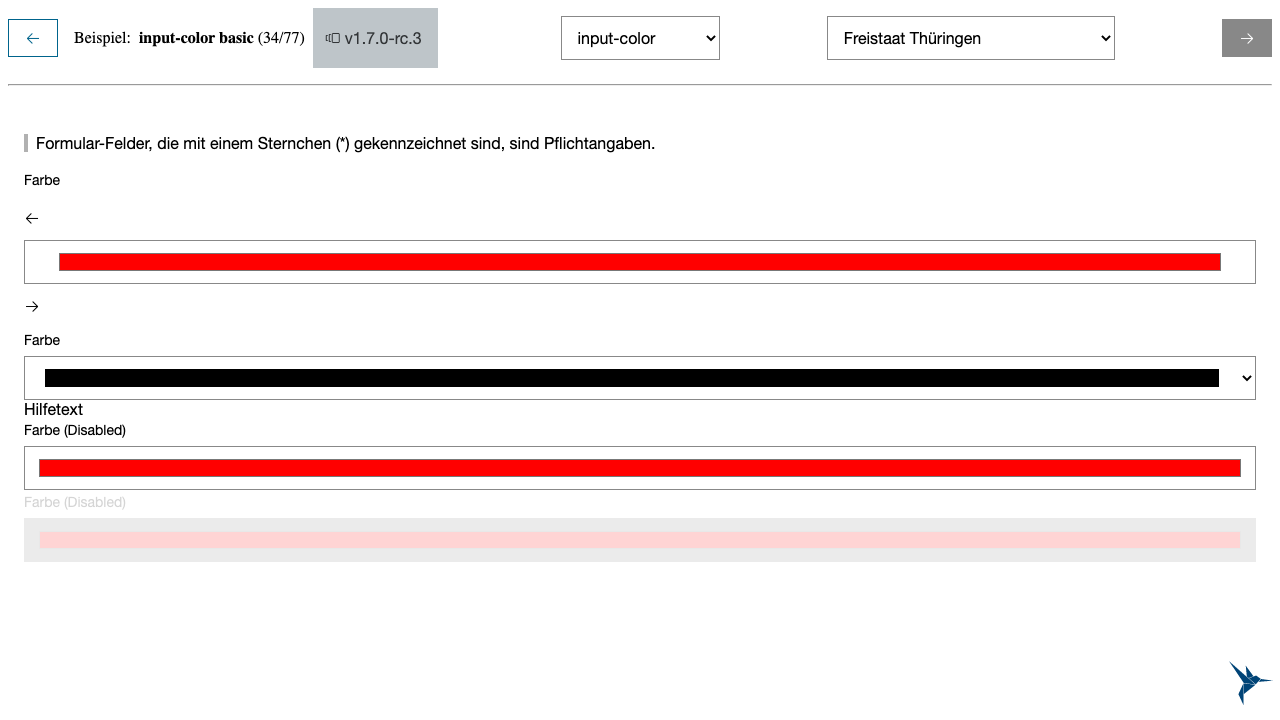 ← Beispiel: input-color basic (34/77) v1.7.0-rc.3 input-color Freistaat Thüringen →
Formular-Felder, die mit einem Sternchen (*) gekennzeichnet sind, sind Pflichtangaben.
Farbe
←
→
Farbe
Hilfetext
Farbe (Disabled)
Farbe (Disabled)